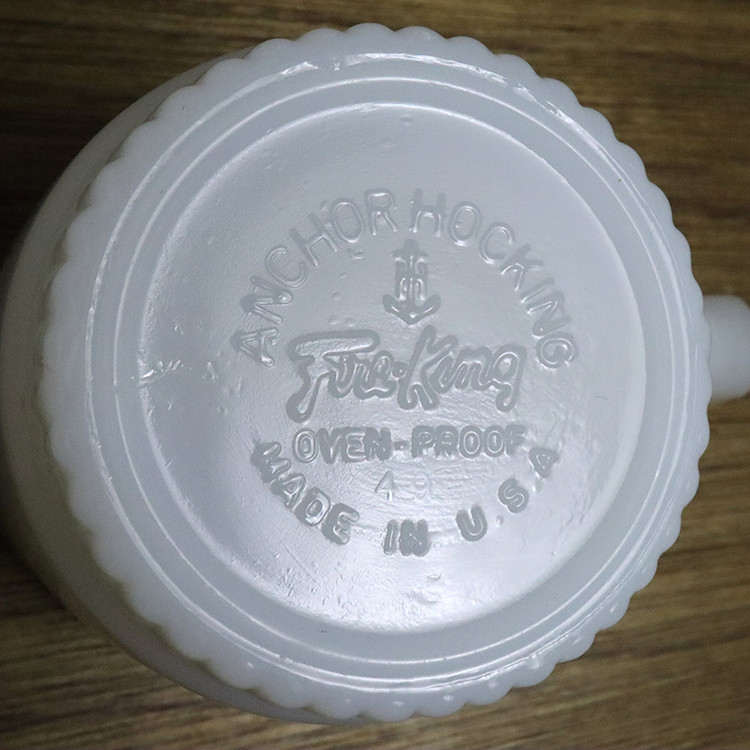 ANCHOR HOCKING
Fire-King
OVEN-PROOF
49
MADE IN U.S.A